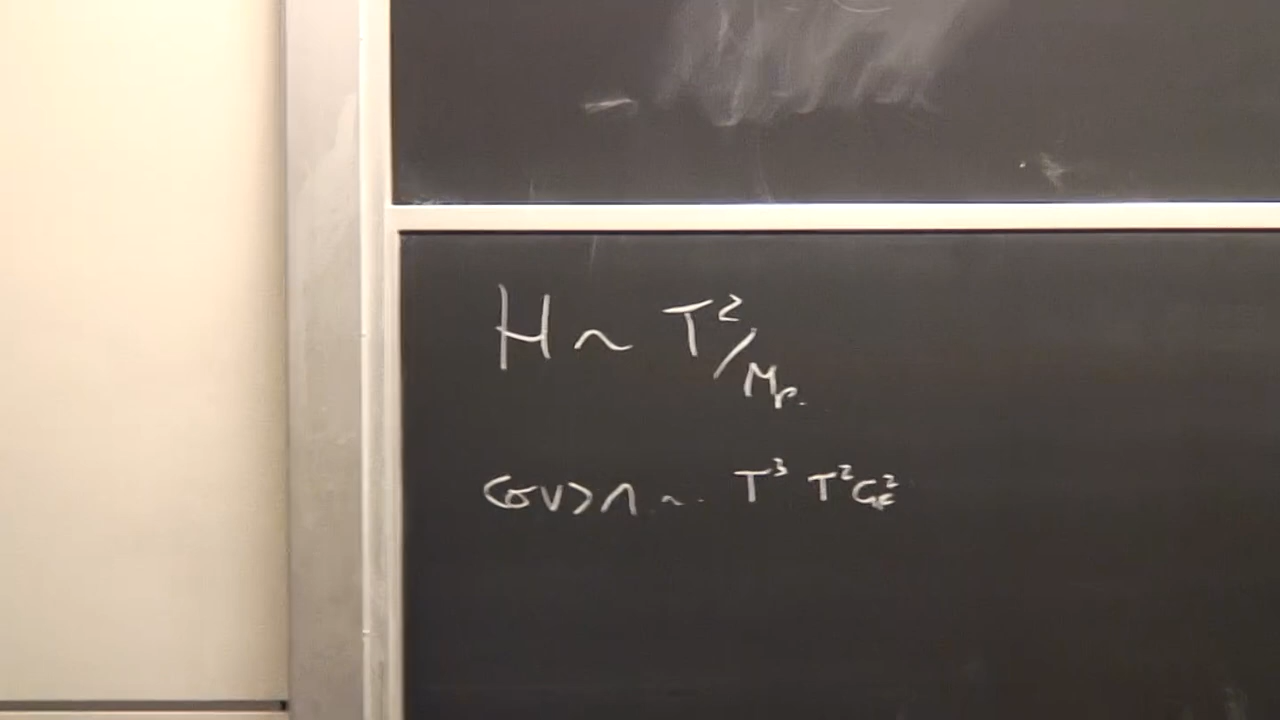 H ~ T²/Mₚ.
<σv>n ~ T³ T²G_F²